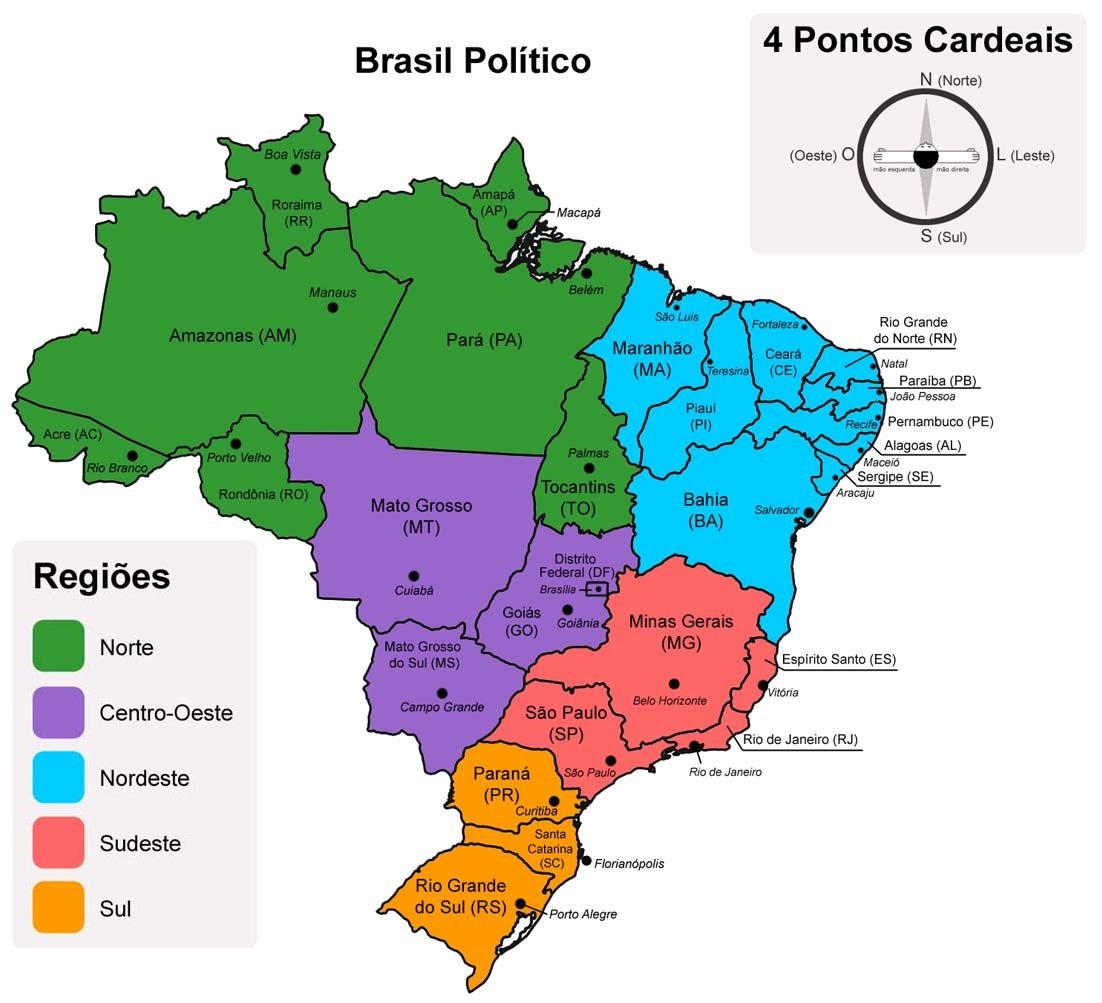 Brasil Político
4 Pontos Cardeais
N (Norte)
(Oeste) O
L (Leste)
mão esquerda
mão direita
S (Sul)
Boa Vista
Roraima
(RR)
Amapá
(AP)
Macapá
Manaus
Amazonas (AM)
Belém
Pará (PA)
São Luís
Maranhão
(MA)
Teresina
Fortaleza
Ceará
(CE)
Rio Grande
do Norte (RN)
Natal
Paraíba (PB)
João Pessoa
Piauí
(PI)
Recife
Pernambuco (PE)
Alagoas (AL)
Maceió
Sergipe (SE)
Aracaju
Acre (AC)
Rio Branco
Porto Velho
Rondônia (RO)
Palmas
Tocantins
(TO)
Bahia
(BA)
Salvador
Mato Grosso
(MT)
Cuiabá
Distrito
Federal (DF)
Brasília
Goiás
(GO)
Goiânia
Minas Gerais
(MG)
Belo Horizonte
Espírito Santo (ES)
Vitória
Mato Grosso
do Sul (MS)
Campo Grande
São Paulo
(SP)
São Paulo
Rio de Janeiro (RJ)
Rio de Janeiro
Paraná
(PR)
Curitiba
Santa
Catarina
(SC)
Florianópolis
Rio Grande
do Sul (RS)
Porto Alegre
Regiões
Norte
Centro-Oeste
Nordeste
Sudeste
Sul